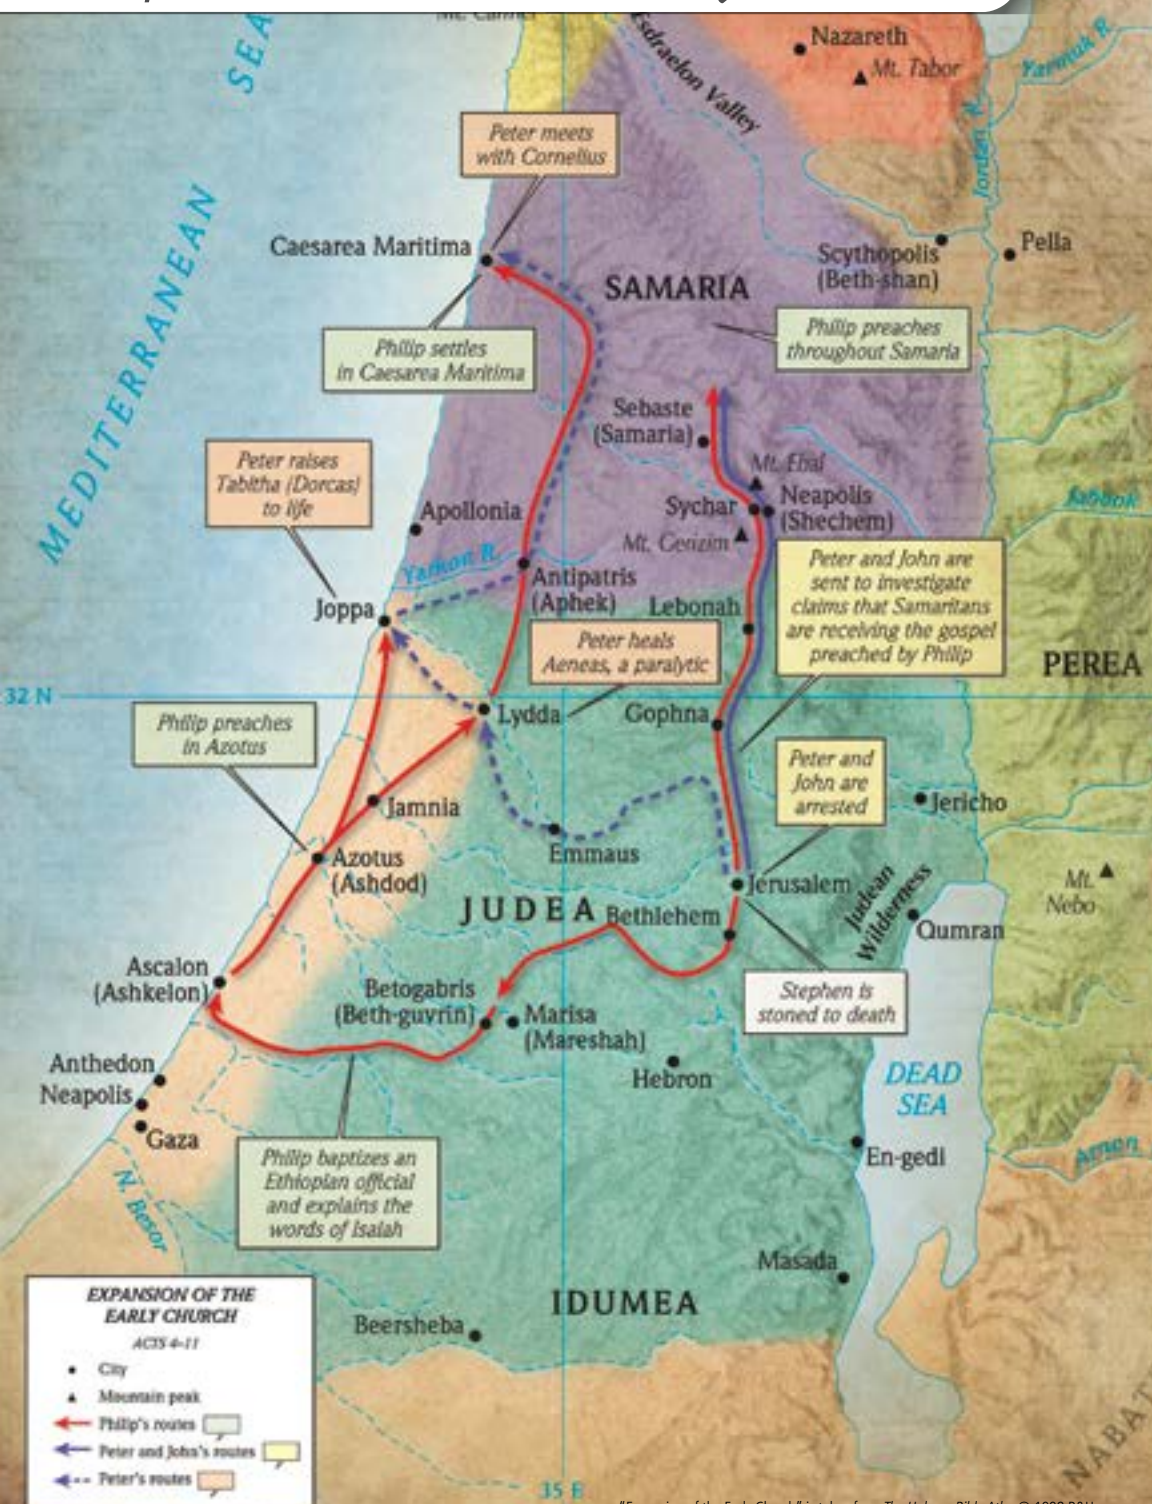 SEA
MEDITERRANEAN
Esdraelon Valley
Nazareth
Mt. Tabor
Yarmuk R.
Jordan R.
Peter meets
with Cornelius
Caesarea Maritima
Scythopolis
(Beth-shan)
Pella
SAMARIA
Philip settles
in Caesarea Maritima
Philip preaches
throughout Samaria
Sebaste
(Samaria)
Peter raises
Tabitha (Dorcas)
to life
Mt. Ebal
Apollonia
Sychar
Neapolis
(Shechem)
Jabbok
Mt. Gerizim
Yarkon R.
Antipatris
(Aphek)
Peter and John are
sent to investigate
claims that Samaritans
are receiving the gospel
preached by Philip
Joppa
Lebonah
Peter heals
Aeneas, a paralytic
PEREA
32 N
Lydda
Gophna
Philip preaches
in Azotus
Peter and
John are
arrested
Jamnia
Jericho
Emmaus
Azotus
(Ashdod)
Jerusalem
Judean
Wilderness
Mt.
Nebo
JUDEA
Bethlehem
Qumran
Ascalon
(Ashkelon)
Betogabris
(Beth-guvrin)
Marisa
(Mareshah)
Stephen is
stoned to death
Anthedon
Neapolis
Gaza
Hebron
DEAD
SEA
En-gedi
Arnon
Philip baptizes an
Ethiopian official
and explains the
words of Isaiah
N. Besor
Masada
IDUMEA
Beersheba
NABAT
EXPANSION OF THE
EARLY CHURCH
ACTS 4–11
City
Mountain peak
Philip's routes
Peter and John's routes
Peter's routes
35 E